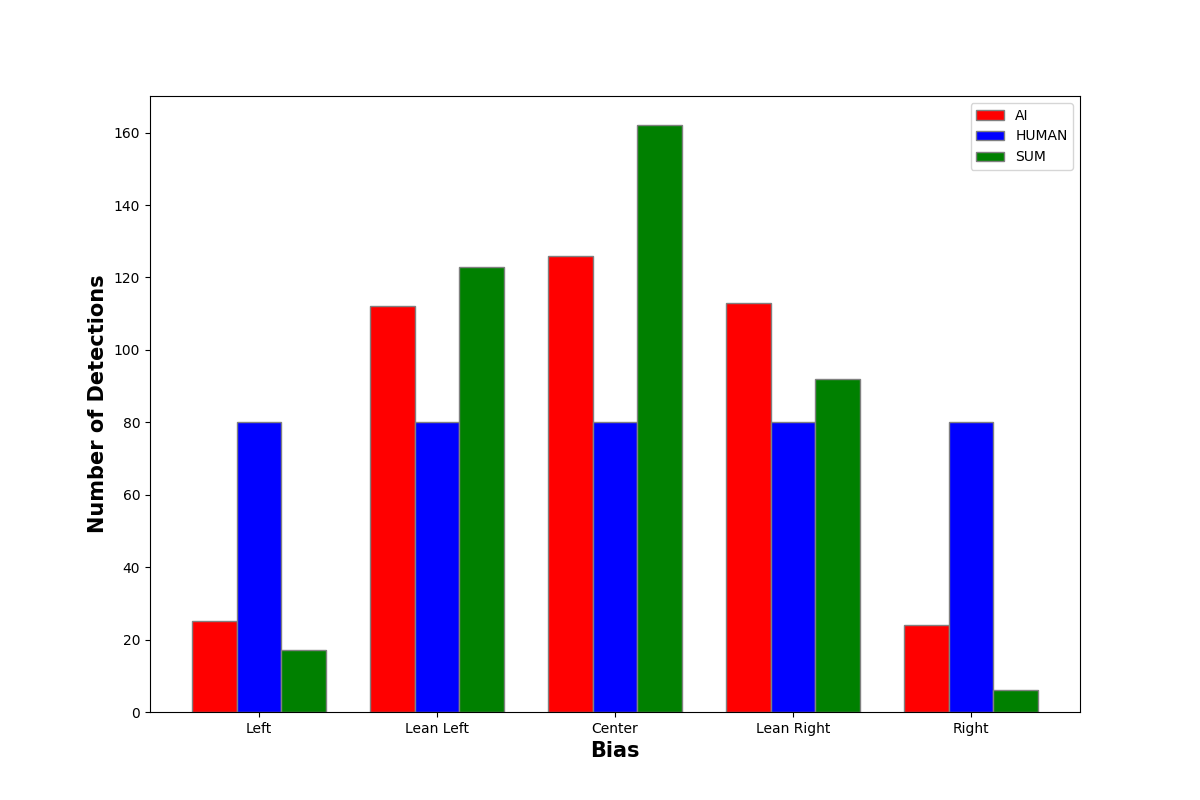 AI
HUMAN
SUM
160
140
120
100
80
60
40
20
0
Number of Detections
Left
Lean Left
Center
Lean Right
Right
Bias